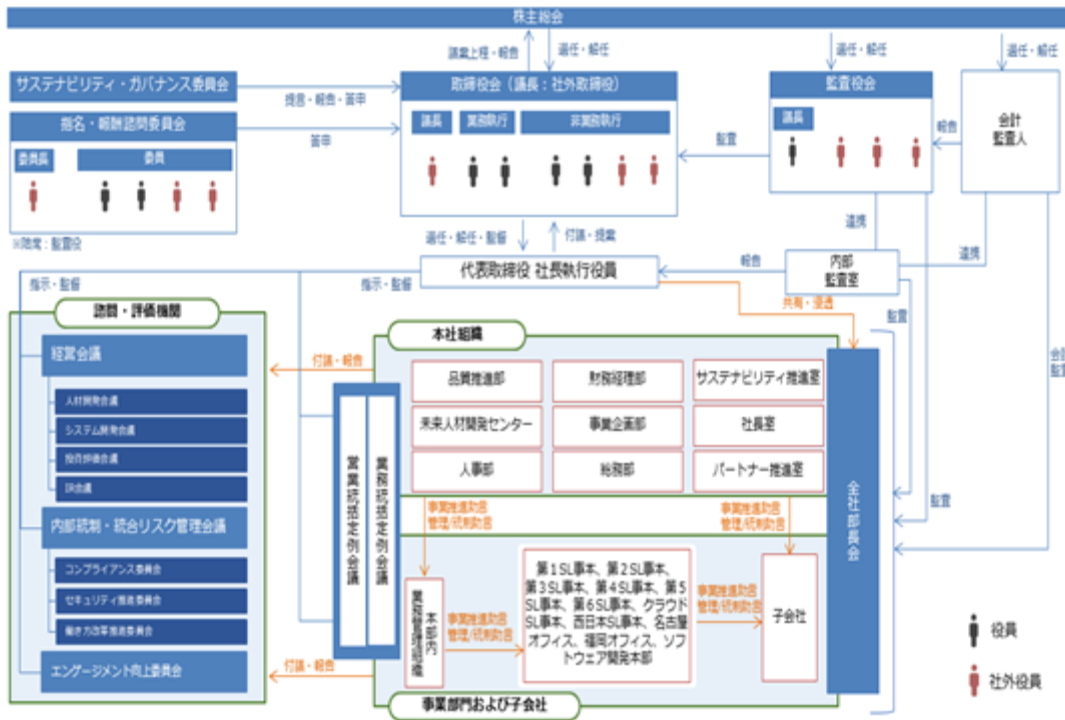 株主総会
議案上程・報告
選任・解任
選任・解任
選任・解任
サステナビリティ・ガバナンス委員会
提言・報告・答申
指名・報酬諮問委員会
委員長
委員
答申
※陪席：監査役
取締役会（議長：社外取締役）
議長
業務執行
非業務執行
監査
監査役会
議長
報告
会計
監査人
選任・解任・監督
付議・提案
連携
連携
代表取締役 社長執行役員
報告
内部
監査室
指示・監督
指示・監督
共有・浸透
監査
会計
監査
監査
諮問・評価機関
経営会議
人材開発会議
システム開発会議
投資評価会議
IR会議
内部統制・統合リスク管理会議
コンプライアンス委員会
セキュリティ推進委員会
働き方改革推進委員会
エンゲージメント向上委員会
付議・報告
付議・報告
営業統括定例会議
業務統括定例会議
本社組織
品質推進部
財務経理部
サステナビリティ推進室
未来人材開発センター
事業企画部
社長室
人事部
総務部
パートナー推進室
事業推進助言
管理/統制助言
事業推進助言
管理/統制助言
本部内
業務管理組織
事業推進助言
管理/統制助言
第1SL事本、第2SL事本、
第3SL事本、第4SL事本、第5
SL事本、第6SL事本、クラウド
SL事本、西日本SL事本、名古屋
オフィス、福岡オフィス、ソフ
トウェア開発本部
事業推進助言
管理/統制助言
子会社
事業部門および子会社
全社部長会
役員
社外役員